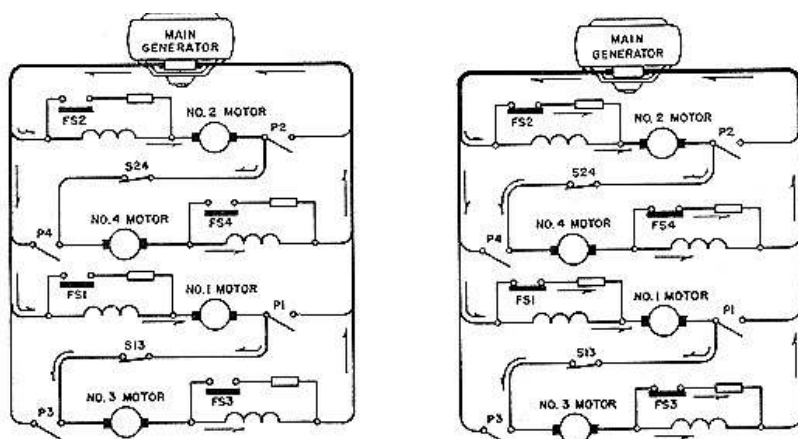 MAIN
GENERATOR
NO. 2 MOTOR
P2
FS2
S24
NO. 4 MOTOR
FS4
P4
NO. 1 MOTOR
FS1
P1
S13
NO. 3 MOTOR
FS3
P3
MAIN
GENERATOR
NO. 2 MOTOR
P2
FS2
S24
NO. 4 MOTOR
FS4
P4
NO. 1 MOTOR
FS1
P1
S13
NO. 3 MOTOR
FS3
P3